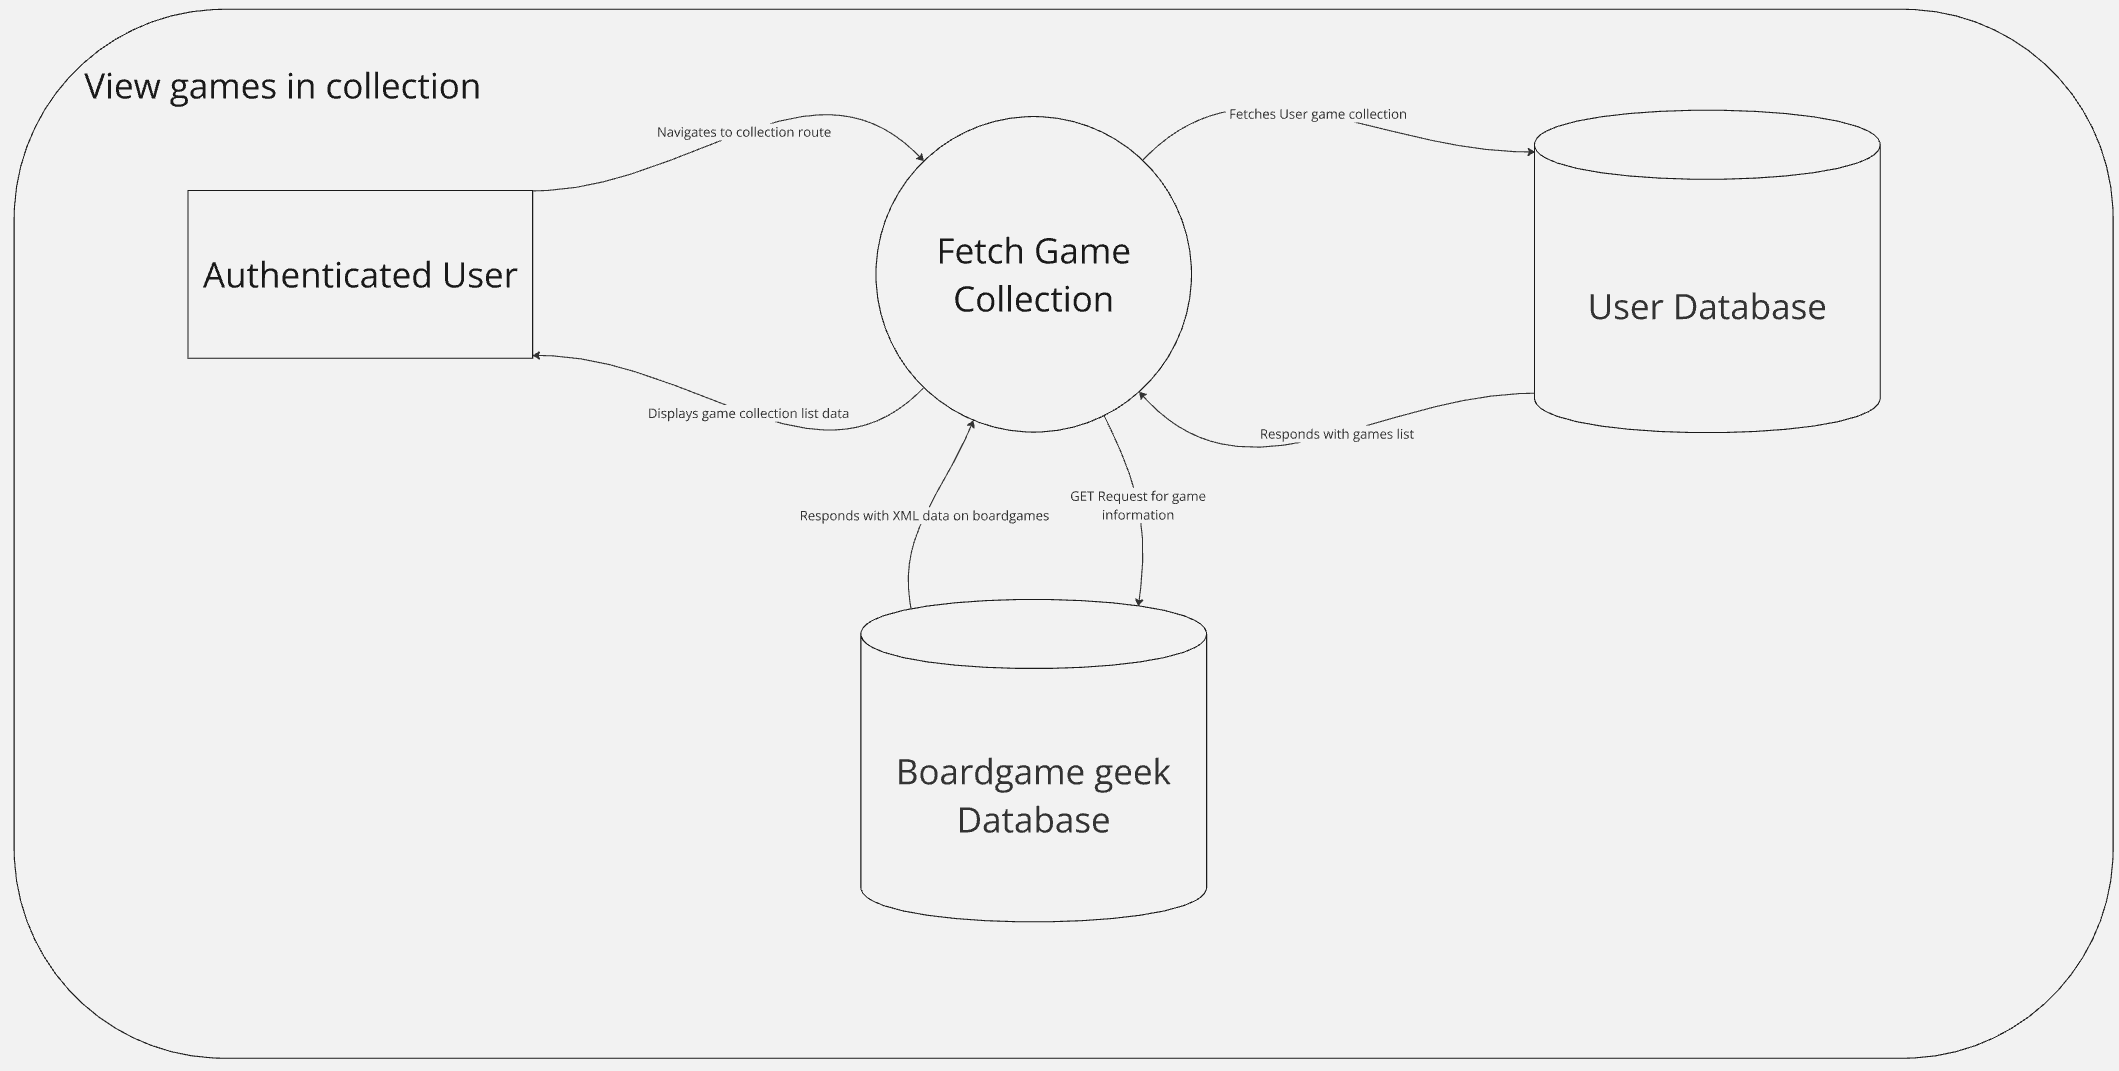 View games in collection
Navigates to collection route
Fetches User game collection
Authenticated User
Fetch Game
Collection
User Database
Displays game collection list data
Responds with games list
Responds with XML data on boardgames
GET Request for game
information
Boardgame geek
Database